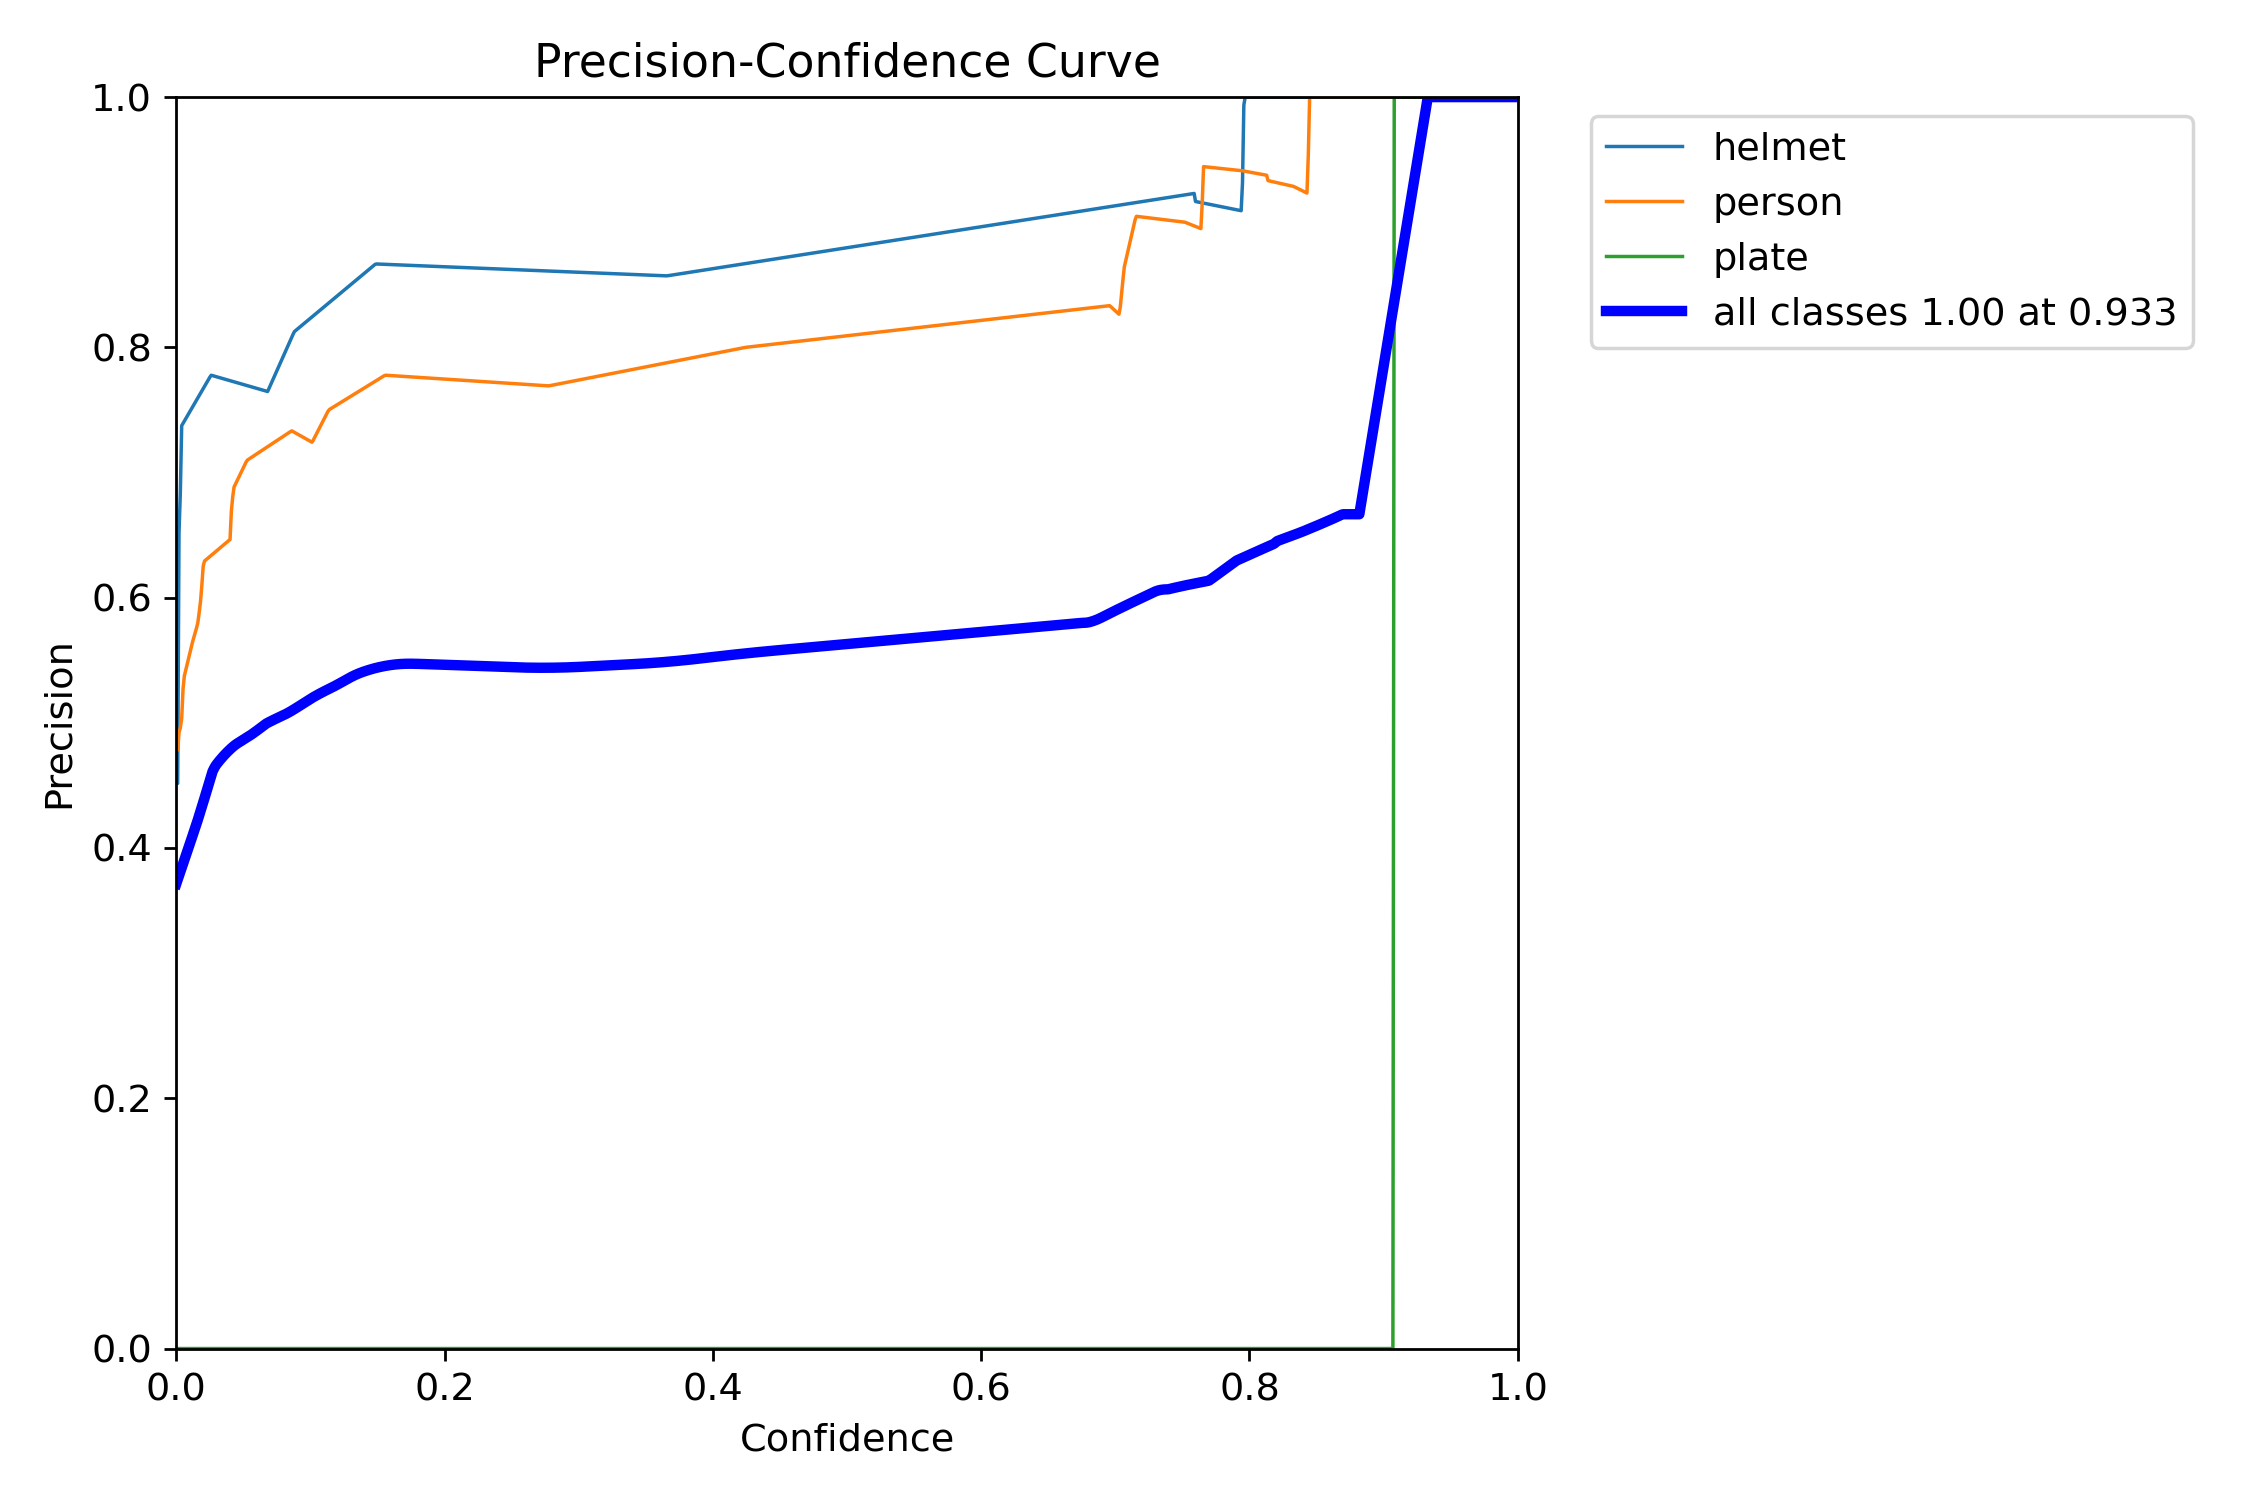 Precision-Confidence Curve
1.0
0.8
0.6
0.4
0.2
0.0
Precision
0.0 0.2 0.4 0.6 0.8 1.0
Confidence
helmet
person
plate
all classes 1.00 at 0.933